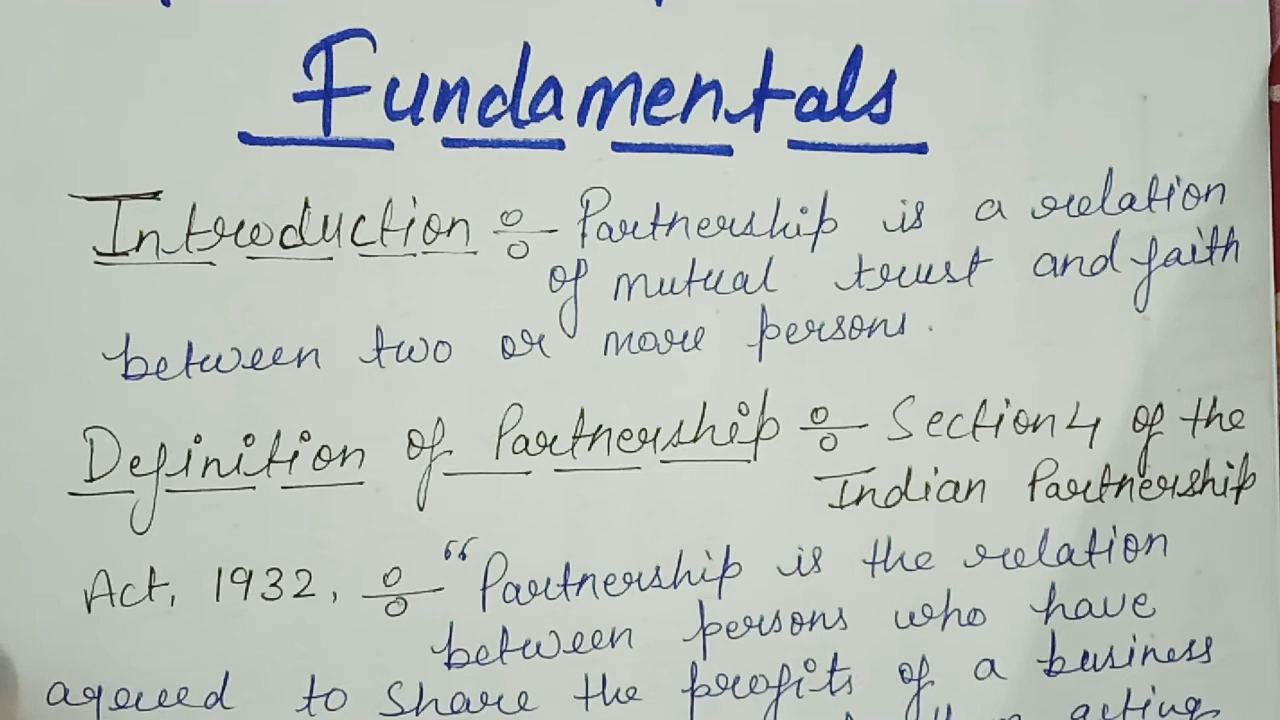 Fundamentals
Introduction :- Partnership is a relation
of mutual trust and faith
between two or more persons.
Definition of Partnership :- Section 4 of the
Indian Partnership
Act, 1932, :- "Partnership is the relation
between persons who have
agreed to share the profits of a business
acting